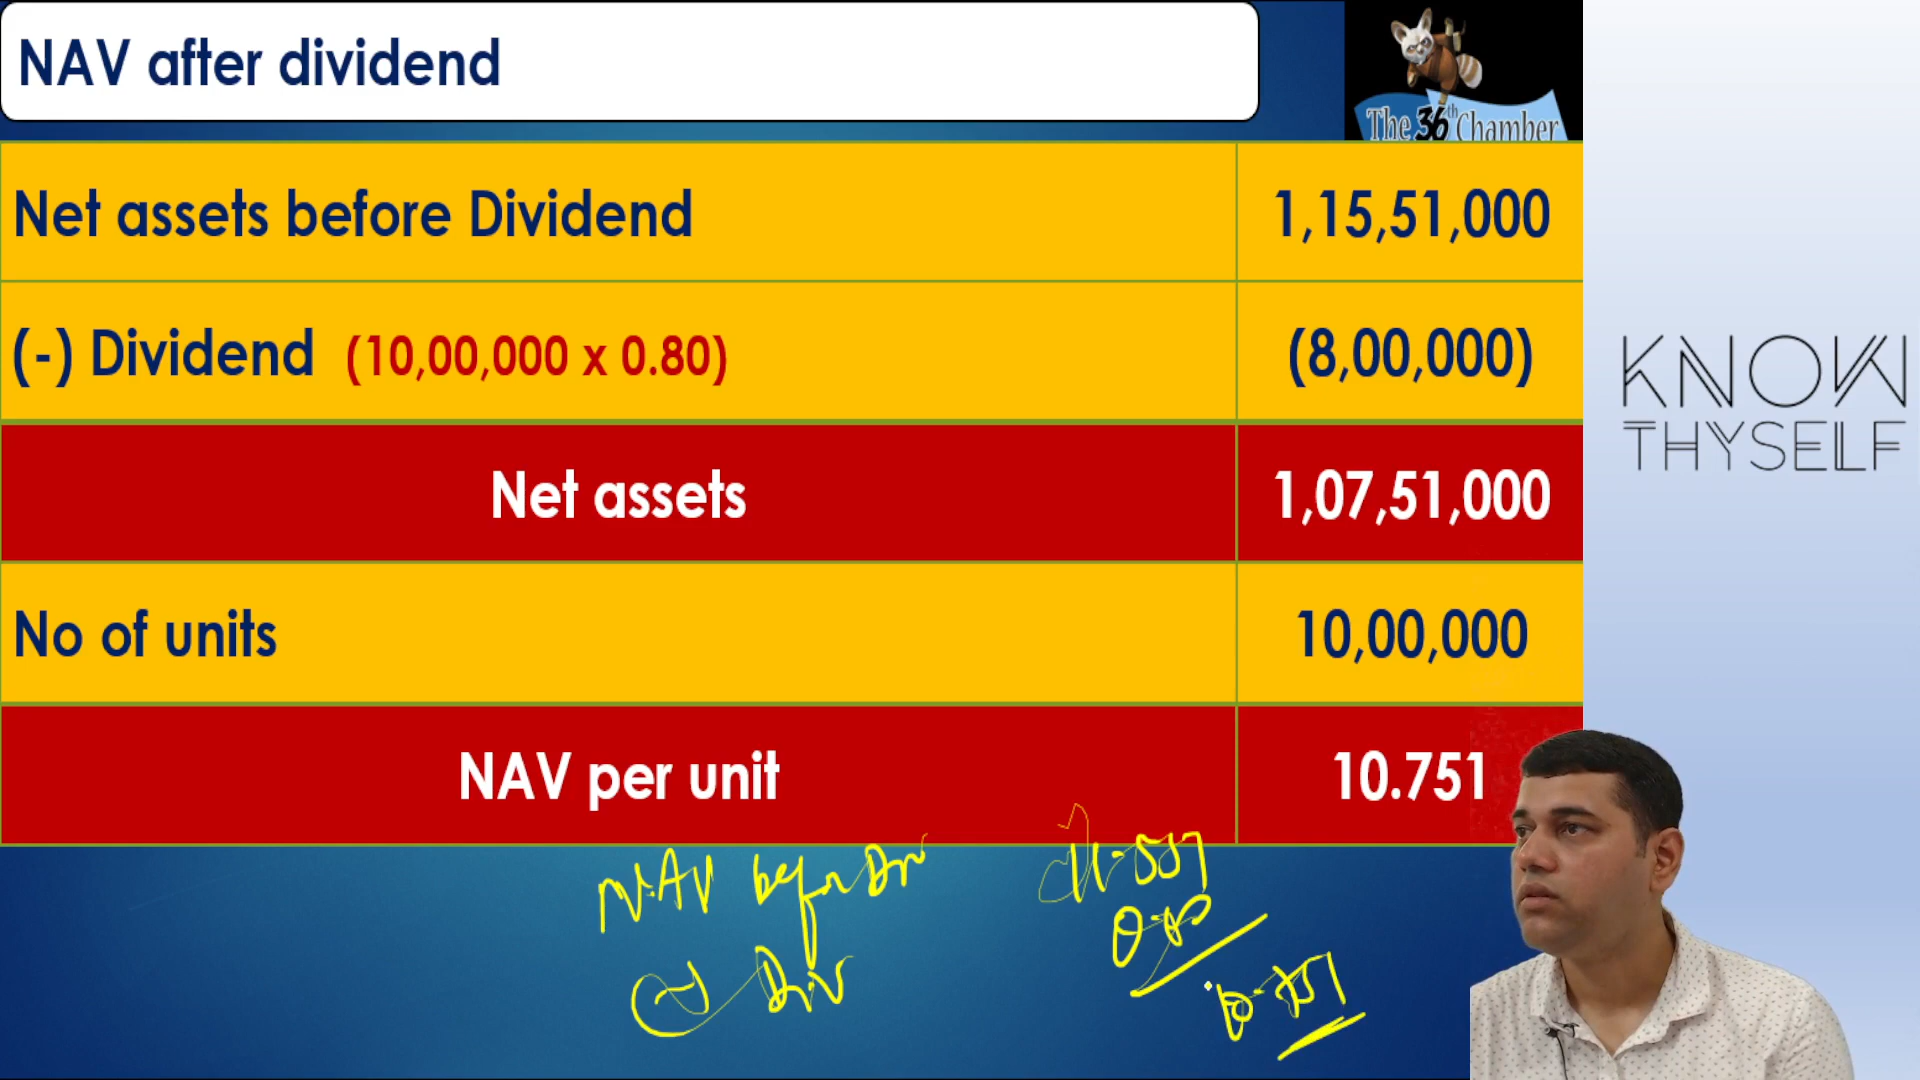 NAV after dividend
The 36th Chamber
Net assets before Dividend 1,15,51,000
(-) Dividend (10,00,000 x 0.80) (8,00,000)
KNOW
THYSELF
Net assets 1,07,51,000
No of units 10,00,000
NAV per unit 10.751
NAV before Div 11.551
(-) Div 0.80
10.751